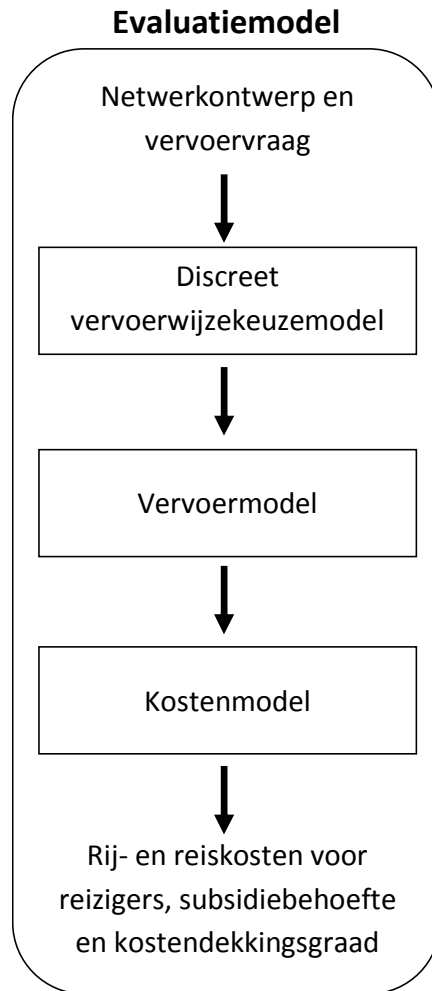 Evaluatiemodel
Netwerkontwerp en
vervoervraag
Discreet
vervoerwijzekeuzemodel
Vervoermodel
Kostenmodel
Rij- en reiskosten voor
reizigers, subsidiebehoefte
en kostendekkingsgraad